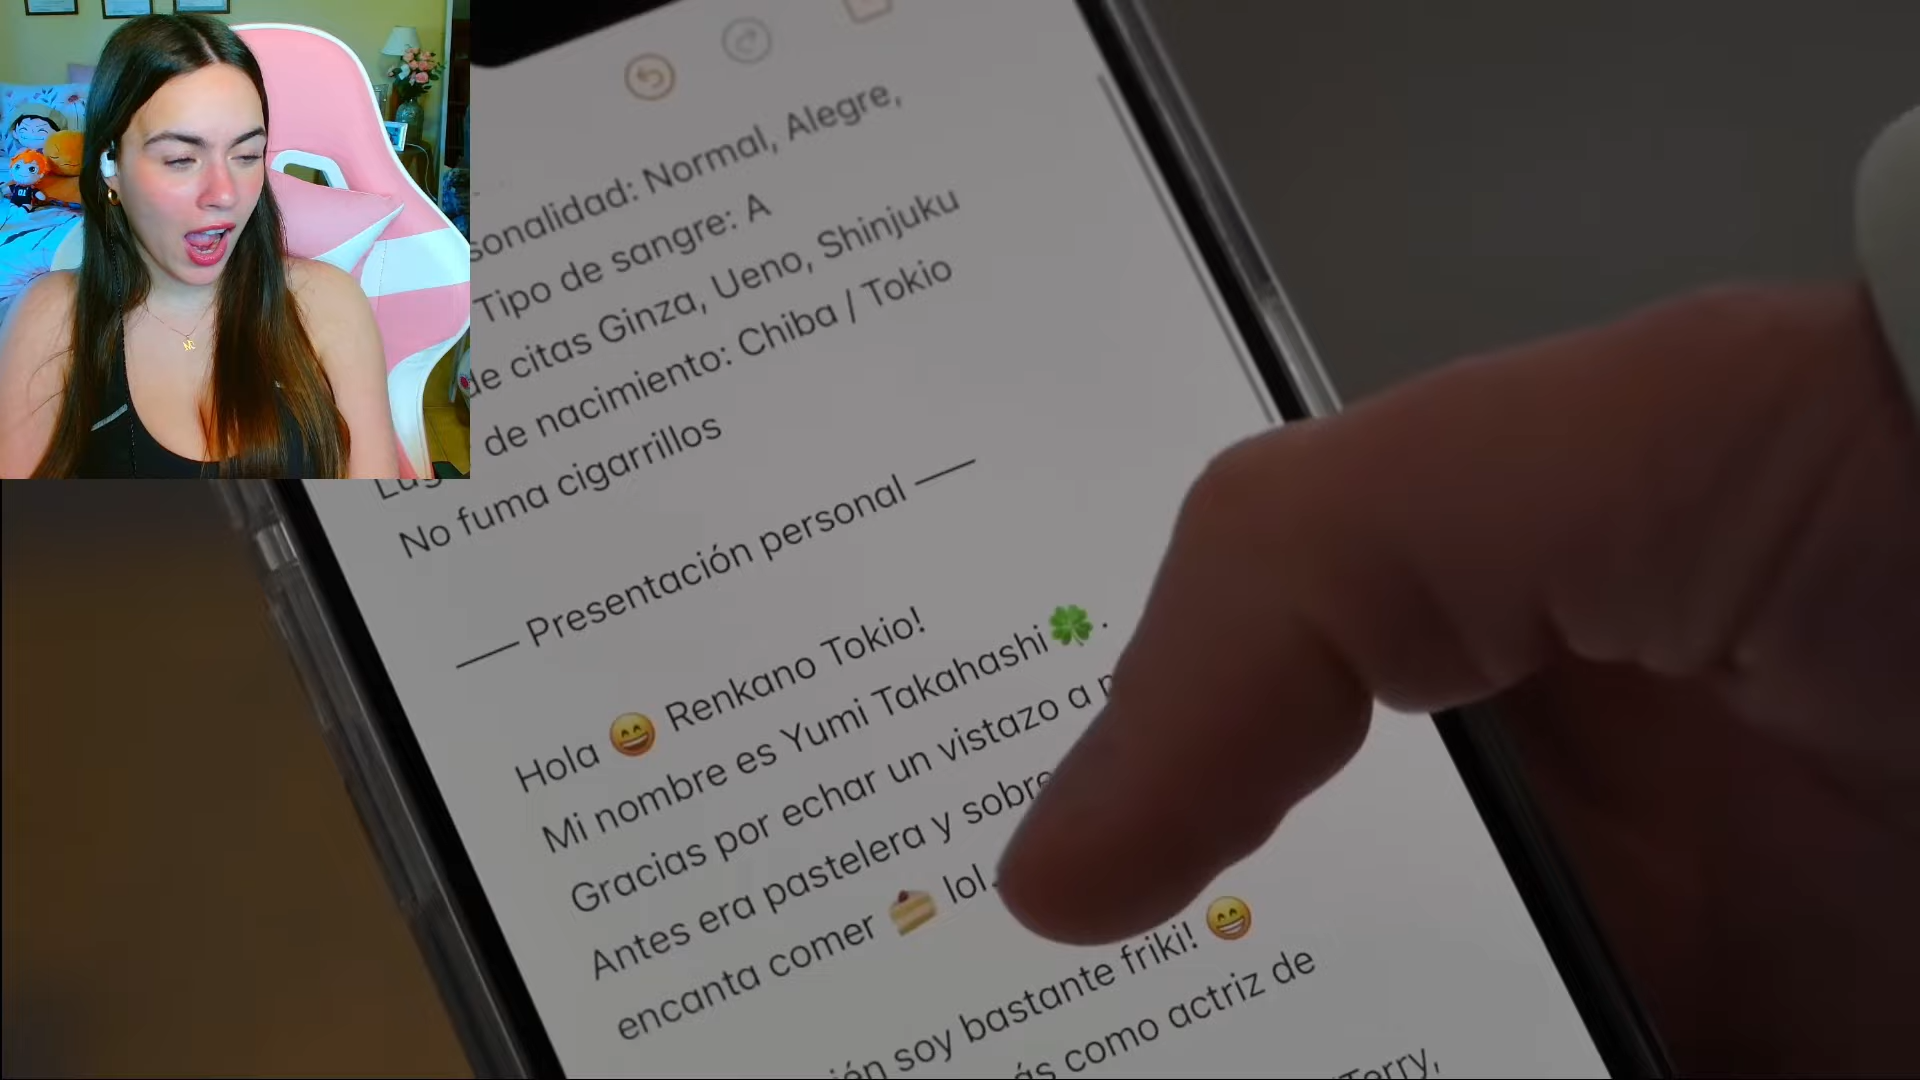 sonalidad: Normal, Alegre,
Tipo de sangre: A
de citas Ginza, Ueno, Shinjuku
de nacimiento: Chiba / Tokio
No fuma cigarrillos
—— Presentación personal ——
Hola 😄 Renkano Tokio!
Mi nombre es Yumi Takahashi🍀.
Gracias por echar un vistazo a
Antes era pastelera y sobre
encanta comer 🍰 lol.
soy bastante friki! 😁
como actriz de
Terry,